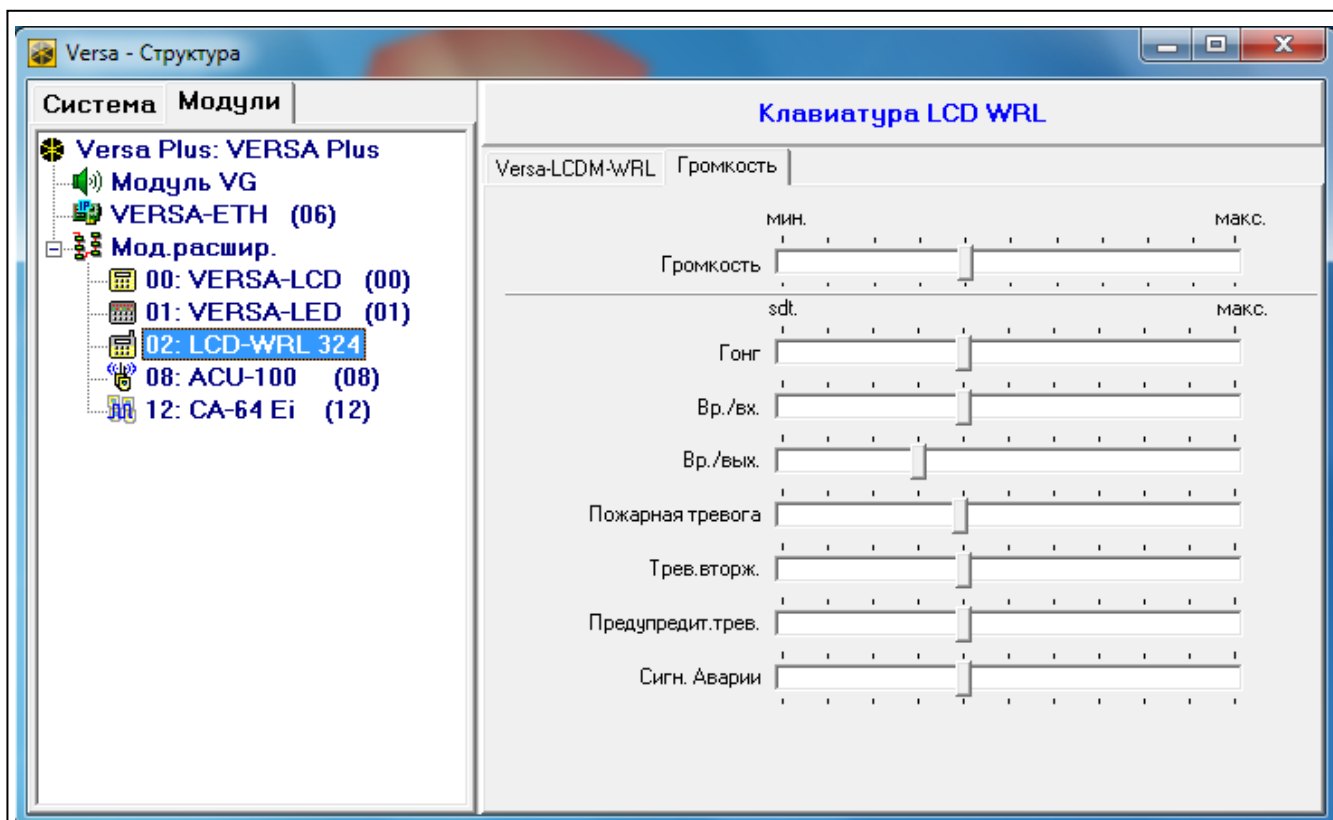 Versa - Структура
Система Модули
Versa Plus: VERSA Plus
Модуль VG
VERSA-ETH (06)
Мод.расшир.
00: VERSA-LCD (00)
01: VERSA-LED (01)
02: LCD-WRL 324
08: ACU-100 (08)
12: CA-64 Ei (12)
Клавиатура LCD WRL
Versa-LCDM-WRL Громкость
мин. макс.
Громкость
sdt. макс.
Гонг
Вр./вх.
Вр./вых.
Пожарная тревога
Трев.вторж.
Предупредит.трев.
Сигн. Аварии